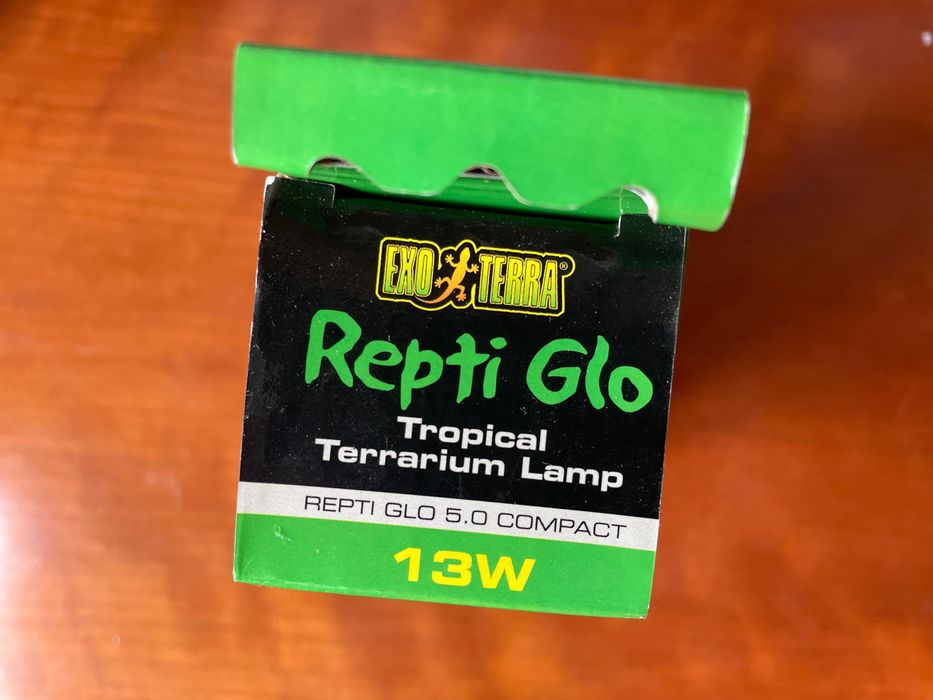 EXO TERRA®
Repti Glo
Tropical
Terrarium Lamp
REPTI GLO 5.0 COMPACT
13W